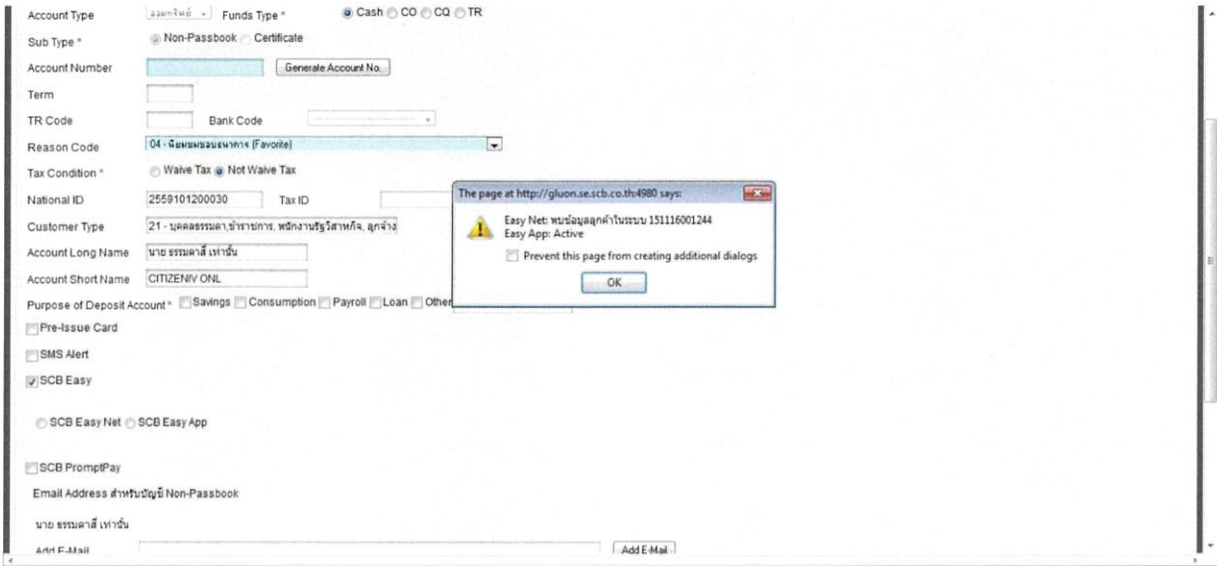 Account Type ออมทรัพย์ Funds Type * Cash CO CQ TR
Sub Type * Non-Passbook Certificate
Account Number Generate Account No.
Term
TR Code Bank Code
Reason Code 04 - นิยมชมชอบธนาคาร (Favorite)
Tax Condition * Waive Tax Not Waive Tax
National ID 2559101200030 Tax ID
Customer Type 21 - บุคคลธรรมดา,ข้าราชการ, พนักงานรัฐวิสาหกิจ, ลูกจ้าง
Account Long Name นาย ธรรมดาสี่ เท่านั้น
Account Short Name CITIZENIV ONL
Purpose of Deposit Account * Savings Consumption Payroll Loan Other
The page at http://gluon.se.scb.co.th:4980 says:
Easy Net: พบข้อมูลลูกค้าในระบบ 151116001244
Easy App: Active
Prevent this page from creating additional dialogs
OK
Pre-Issue Card
SMS Alert
SCB Easy
SCB Easy Net SCB Easy App
SCB PromptPay
Email Address สำหรับบัญชี Non-Passbook
นาย ธรรมดาสี่ เท่านั้น
Add E-Mail Add E-Mail